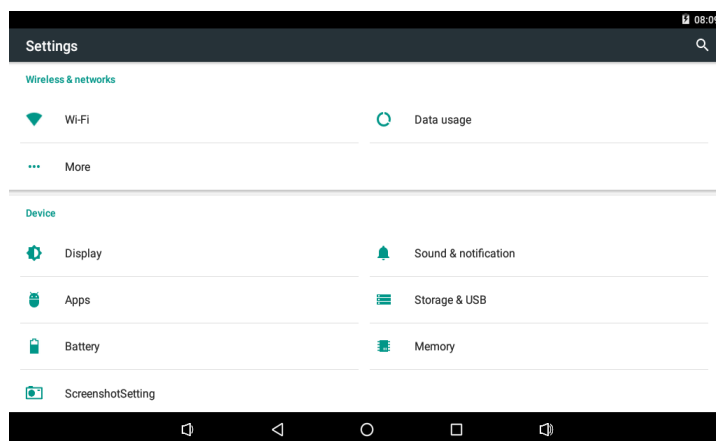 08:09
Settings
Wireless & networks
Wi-Fi
Data usage
More
Device
Display
Sound & notification
Apps
Storage & USB
Battery
Memory
ScreenshotSetting